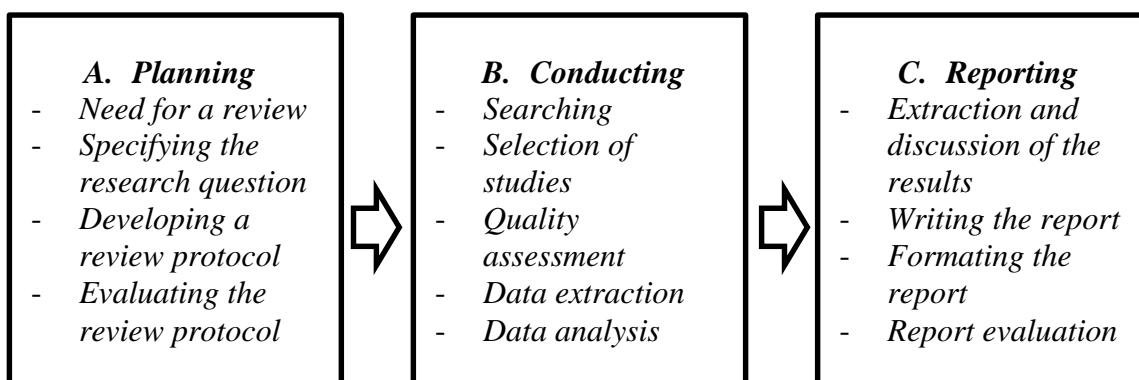 A. Planning
- Need for a review
- Specifying the
research question
- Developing a
review protocol
- Evaluating the
review protocol
B. Conducting
- Searching
- Selection of
studies
- Quality
assessment
- Data extraction
- Data analysis
C. Reporting
- Extraction and
discussion of the
results
- Writing the report
- Formating the
report
- Report evaluation